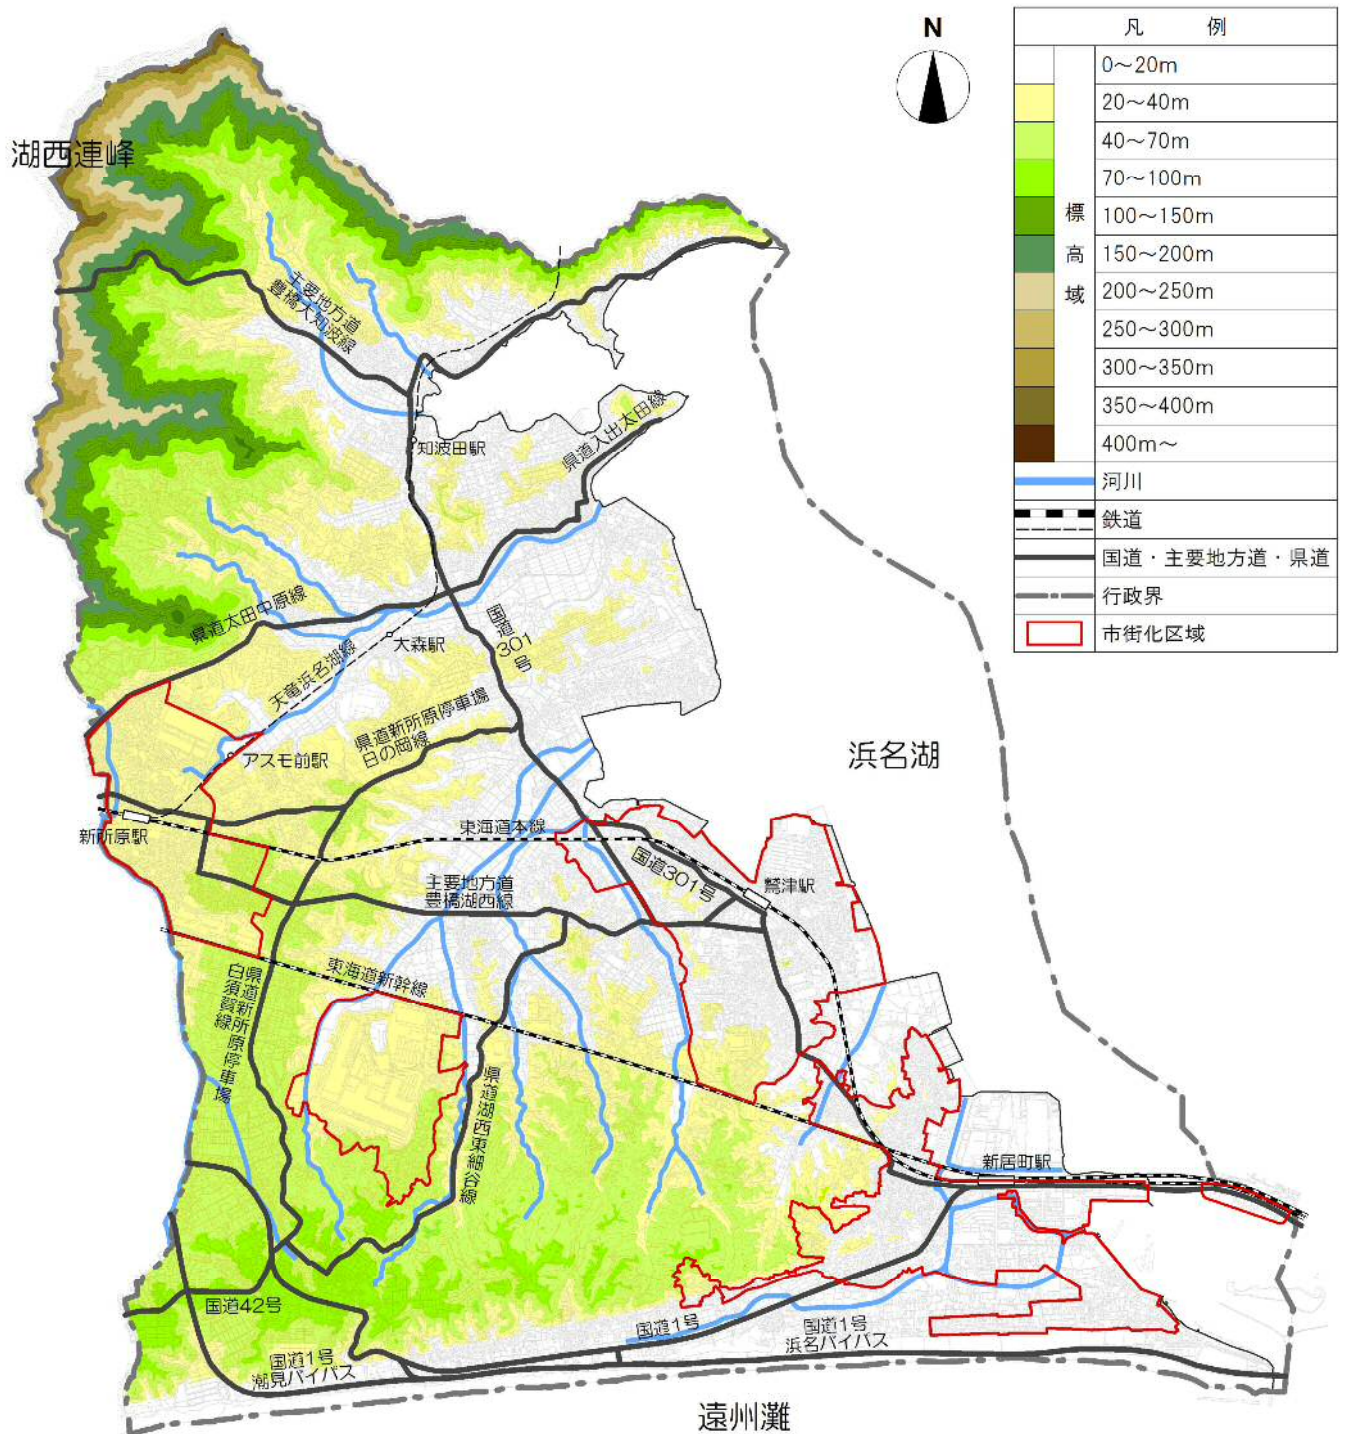 N
凡 例
0～20m
20～40m
40～70m
70～100m
100～150m
150～200m
200～250m
250～300m
300～350m
350～400m
400m～
標高域
河川
鉄道
国道・主要地方道・県道
行政界
市街化区域
湖西連峰
主要地方道
豊橋大知波線
知波田駅
県道入出太田線
県道太田中原線
国道301号
大森駅
天竜浜名湖線
県道新所原停車場
日の岡線
アスモ前駅
浜名湖
新所原駅
東海道本線
国道301号
鷲津駅
主要地方道
豊橋湖西線
東海道新幹線
県道新所原停車場
白須賀線
県道湖西東細谷線
新居町駅
国道42号
国道1号
潮見バイパス
国道1号
国道1号
浜名バイパス
遠州灘